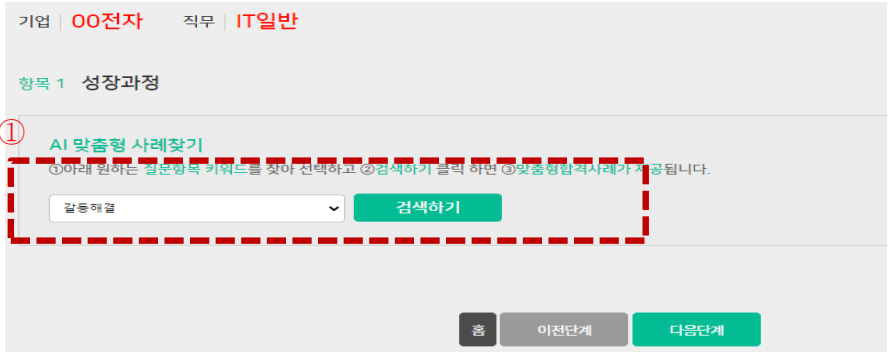 기업 OO전자 직무 IT일반
항목 1 성장과정
①
AI 맞춤형 사례찾기
①아래 원하는 질문항목 키워드를 찾아 선택하고 ②검색하기 클릭 하면 ③맞춤형합격사례가 제공됩니다.
갈등해결 검색하기
홈 이전단계 다음단계